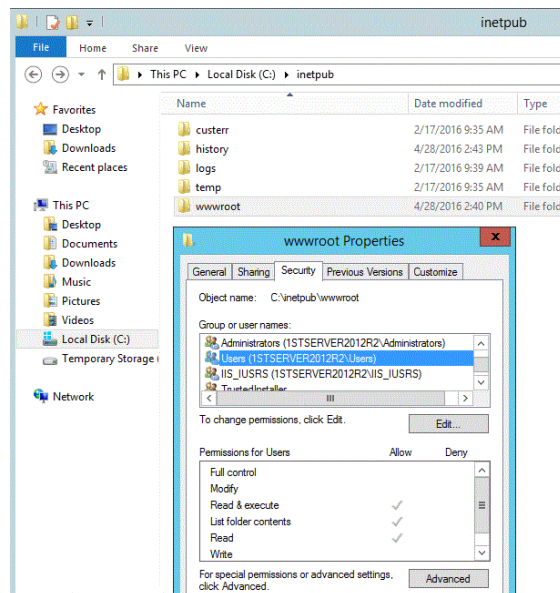 inetpub
File Home Share View
This PC Local Disk (C:) inetpub
Name Date modified Type
Favorites
Desktop
Downloads
Recent places
This PC
Desktop
Documents
Downloads
Music
Pictures
Videos
Local Disk (C:)
Temporary Storage (
Network
custerr 2/17/2016 9:35 AM File fold
history 4/28/2016 2:43 PM File fold
logs 2/17/2016 9:39 AM File fold
temp 2/17/2016 9:35 AM File fold
wwwroot 4/28/2016 2:40 PM File fold
wwwroot Properties
General Sharing Security Previous Versions Customize
Object name: C:\inetpub\wwwroot
Group or user names:
Administrators (1STSERVER2012R2\Administrators)
Users (1STSERVER2012R2\Users)
IIS_IUSRS (1STSERVER2012R2\IIS_IUSRS)
TrustedInstaller
To change permissions, click Edit.
Edit...
Permissions for Users Allow Deny
Full control
Modify
Read & execute
List folder contents
Read
Write
For special permissions or advanced settings,
click Advanced.
Advanced